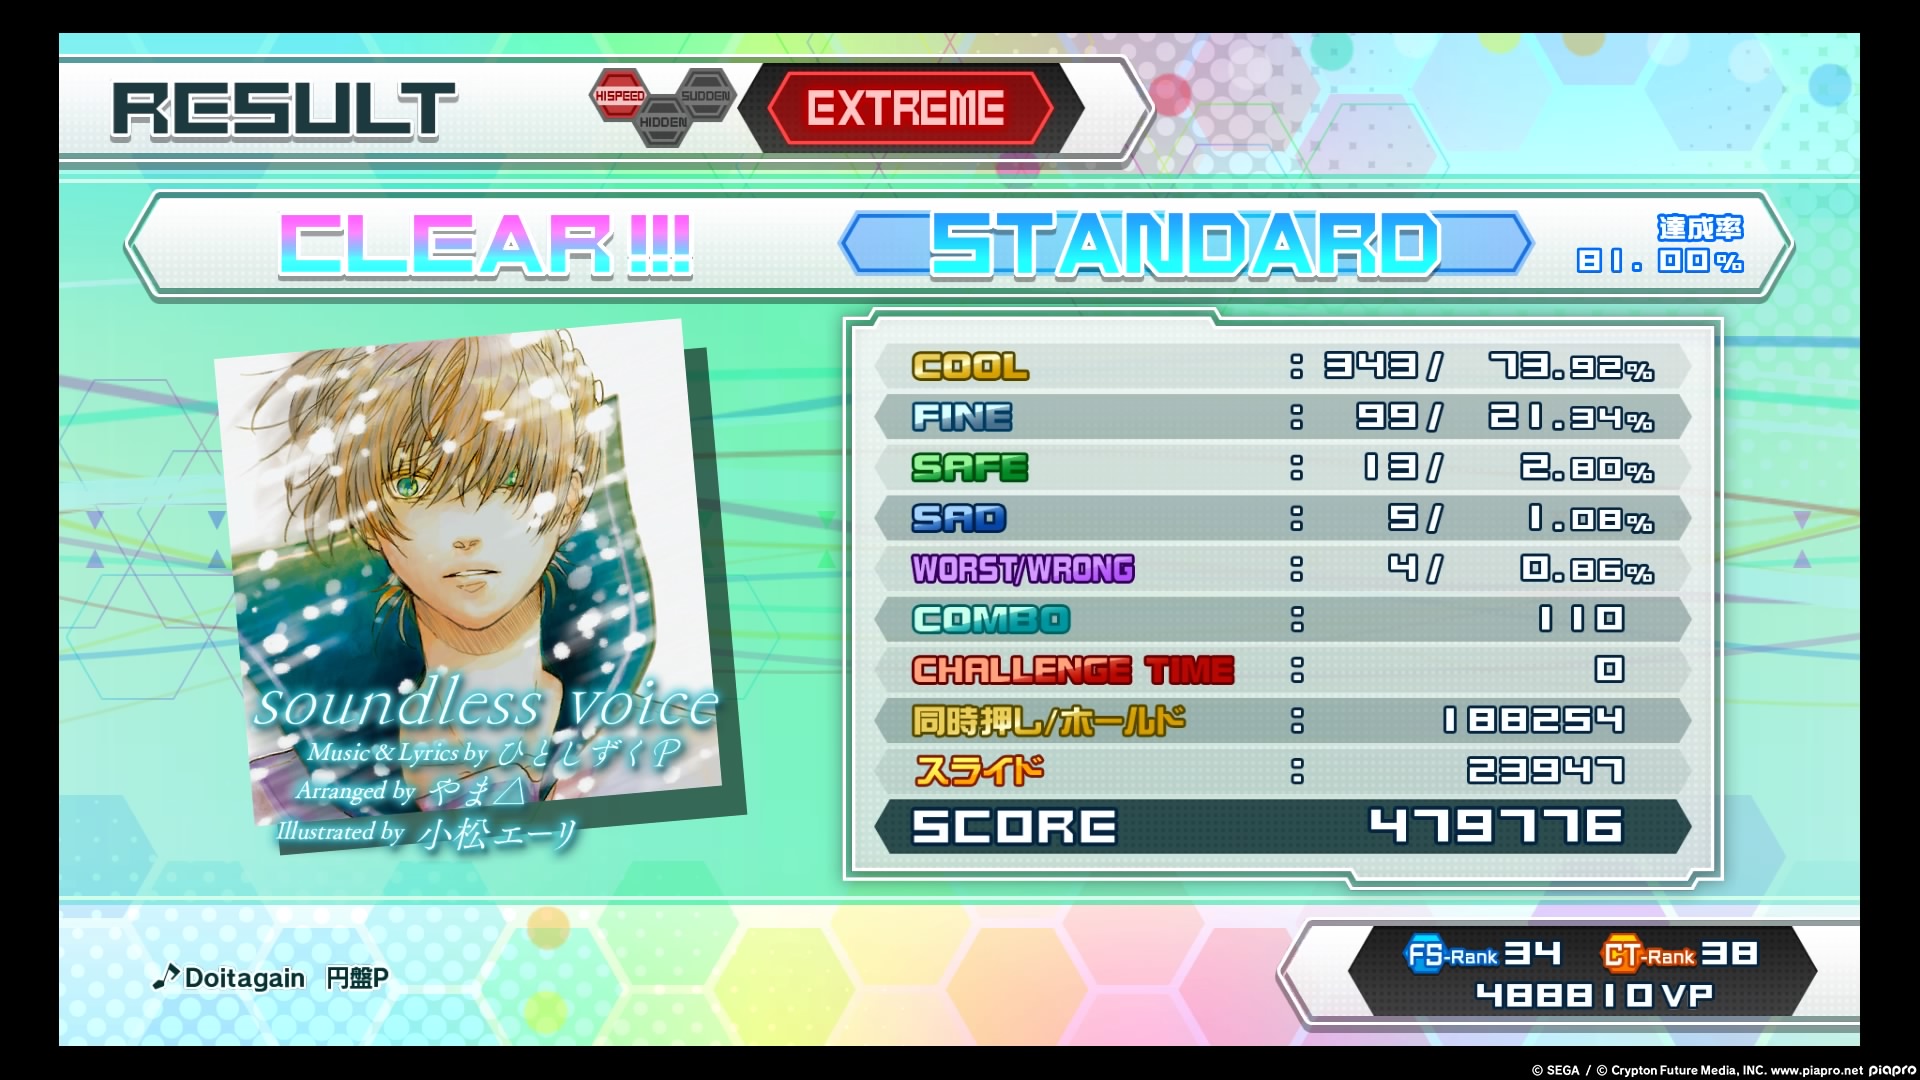 RESULT
HISPEED
SUDDEN
HIDDEN
EXTREME
CLEAR!!!
STANDARD
達成率
81.00%
COOL : 343/ 73.92%
FINE : 99/ 21.34%
SAFE : 13/ 2.80%
SAD : 5/ 1.08%
WORST/WRONG : 4/ 0.86%
COMBO : 110
CHALLENGE TIME : 0
同時押し/ホールド : 188254
スライド : 23947
SCORE 479776
soundless voice
Music & Lyrics by ひとしずくP
Arranged by やま△
Illustrated by 小松エーリ
♪Doitagain 円盤P
FS-Rank 34 CT-Rank 38
488810VP
© SEGA / © Crypton Future Media, INC. www.piapro.net piapro